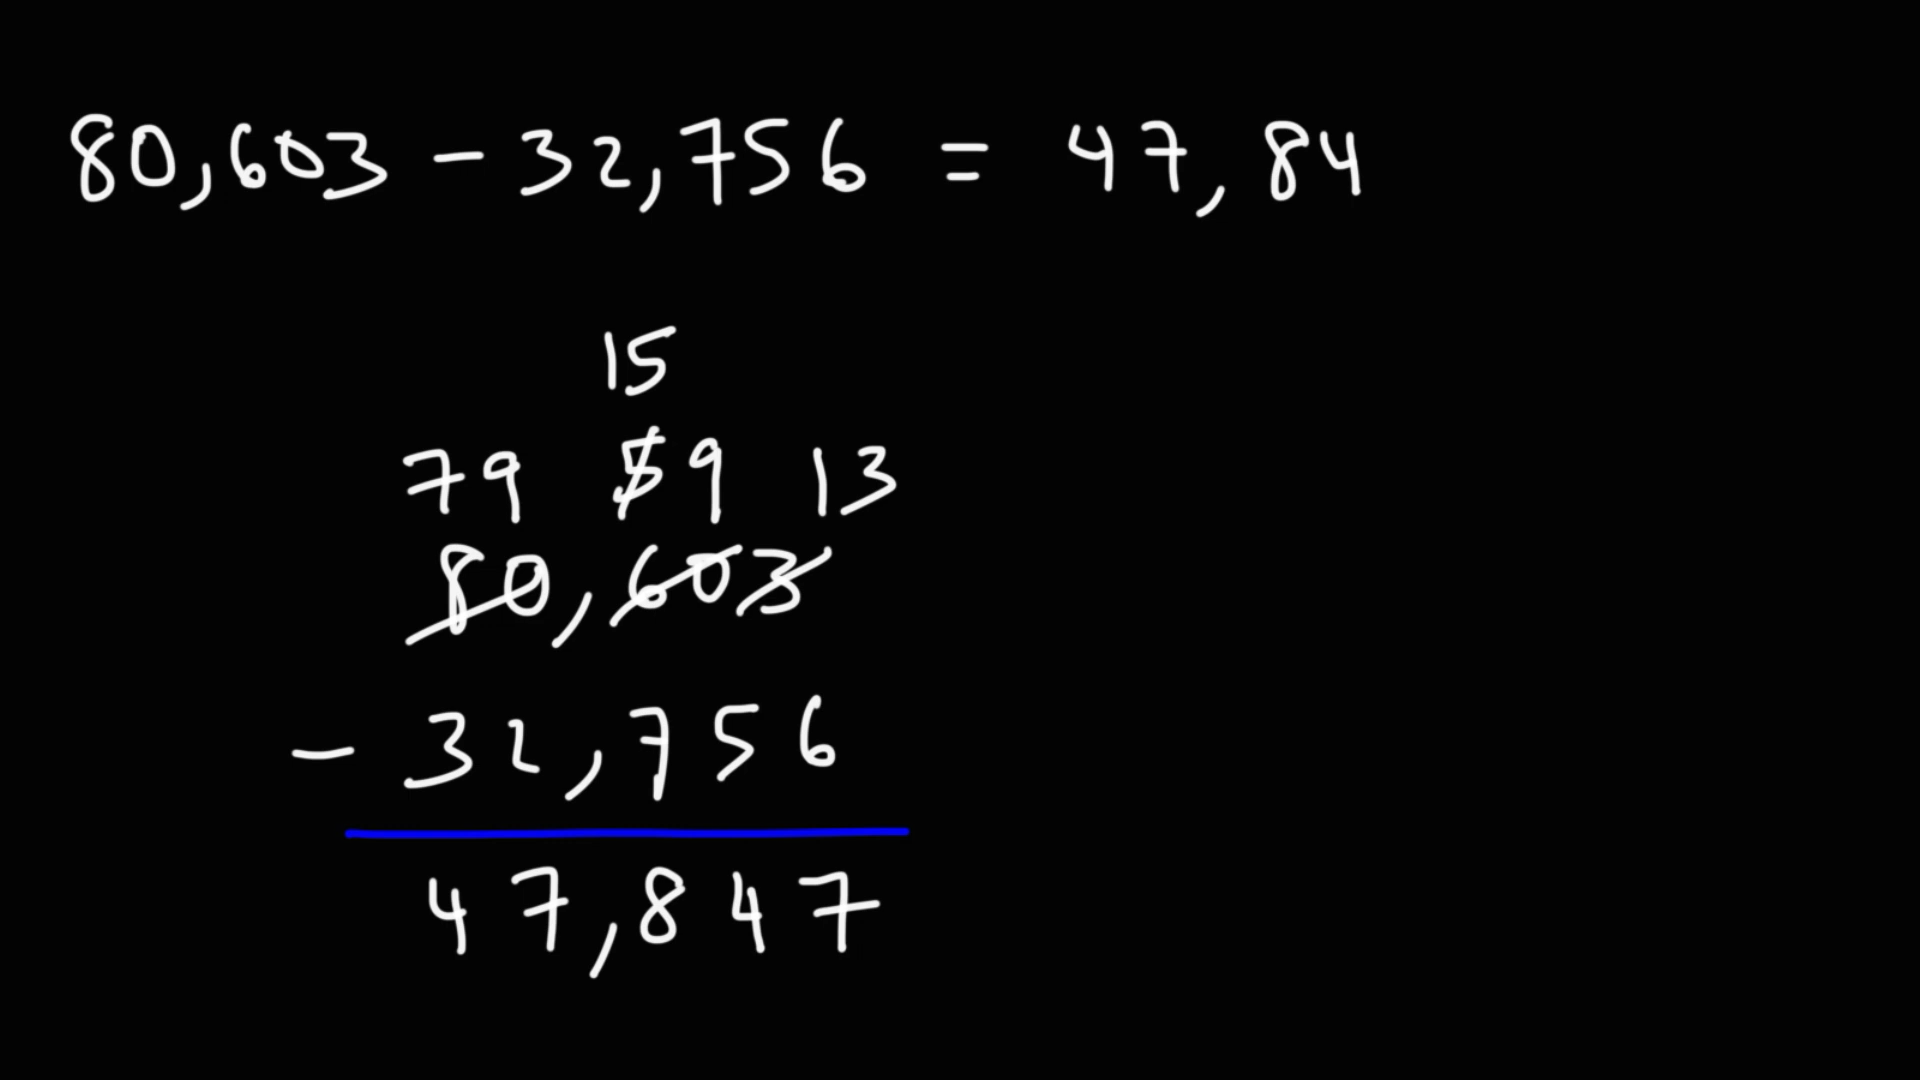 80,603 - 32,756 = 47,84
15
79 59 13
80,603
- 32,756
47,847